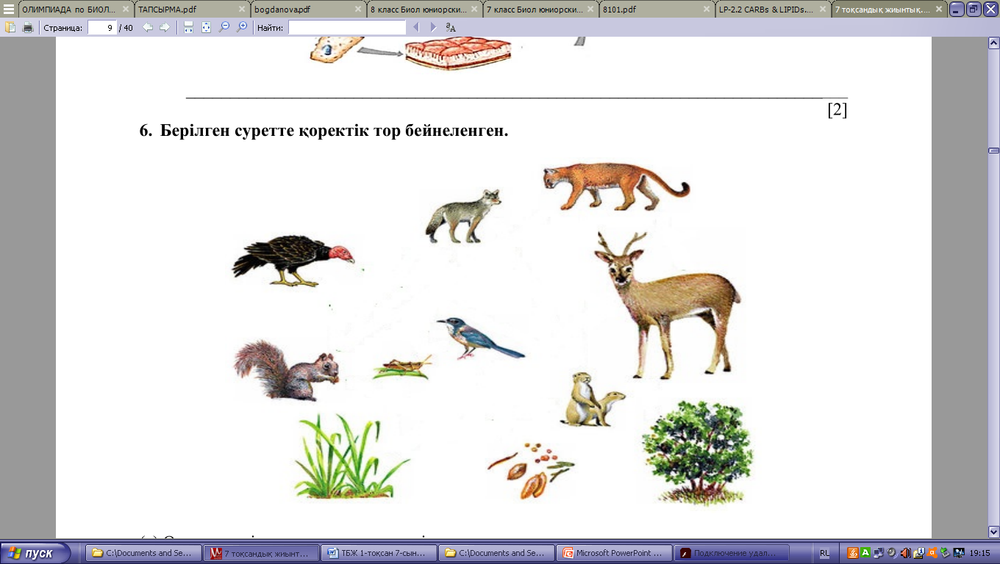 ОЛИМПИАДА по БИОЛ...
ТАПСЫРМА.pdf
bogdanova.pdf
8 класс Биол юниорски...
7 класс Биол юниорски...
8101.pdf
LP-2.2 CARBs & LIPIDs....
7 тоқсандық жиынтық....
Страница: 9 / 40
Найти:
[2]
6. Берілген суретте қоректік тор бейнеленген.
пуск
C:\Documents and Se...
7 тоқсандық жиынт...
ТБЖ 1-тоқсан 7-сын...
C:\Documents and Se...
Microsoft PowerPoint ...
Подключение удал...
RL
19:15